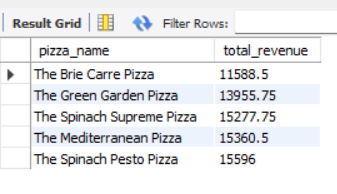 Result Grid Filter Rows:
pizza_name total_revenue
The Brie Carre Pizza 11588.5
The Green Garden Pizza 13955.75
The Spinach Supreme Pizza 15277.75
The Mediterranean Pizza 15360.5
The Spinach Pesto Pizza 15596